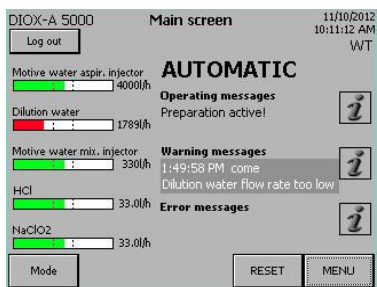 DIOX-A 5000
Main screen
11/10/2012
10:11:12 AM
WT
Log out
AUTOMATIC
Motive water aspir. injector
4000l/h
Dilution water
1789l/h
Motive water mix. injector
330l/h
HCl
33.0l/h
NaClO2
33.0l/h
Operating messages
Preparation active!
i
Warning messages
1:49:58 PM come
Dilution water flow rate too low
i
Error messages
i
Mode
RESET
MENU